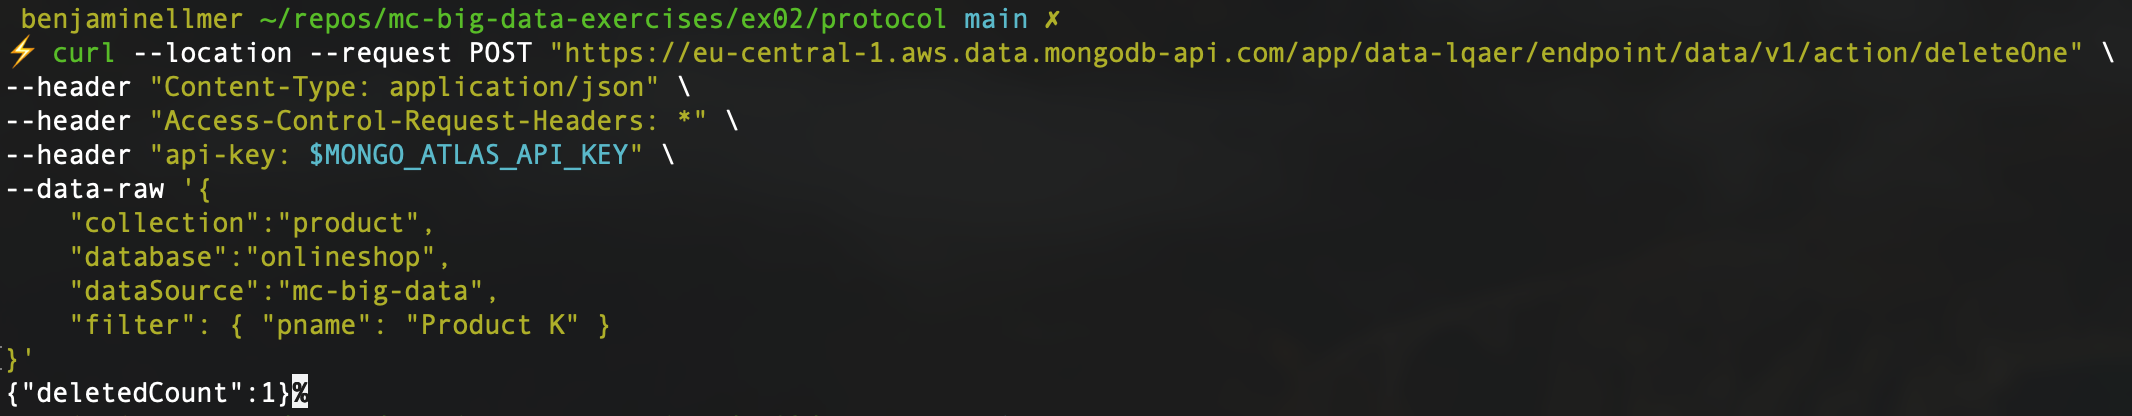 benjaminellmer ~/repos/mc-big-data-exercises/ex02/protocol main ✗
⚡ curl --location --request POST "https://eu-central-1.aws.data.mongodb-api.com/app/data-lqaer/endpoint/data/v1/action/deleteOne" \
--header "Content-Type: application/json" \
--header "Access-Control-Request-Headers: *" \
--header "api-key: $MONGO_ATLAS_API_KEY" \
--data-raw '{
    "collection":"product",
    "database":"onlineshop",
    "dataSource":"mc-big-data",
    "filter": { "pname": "Product K" }
}'
{"deletedCount":1}%